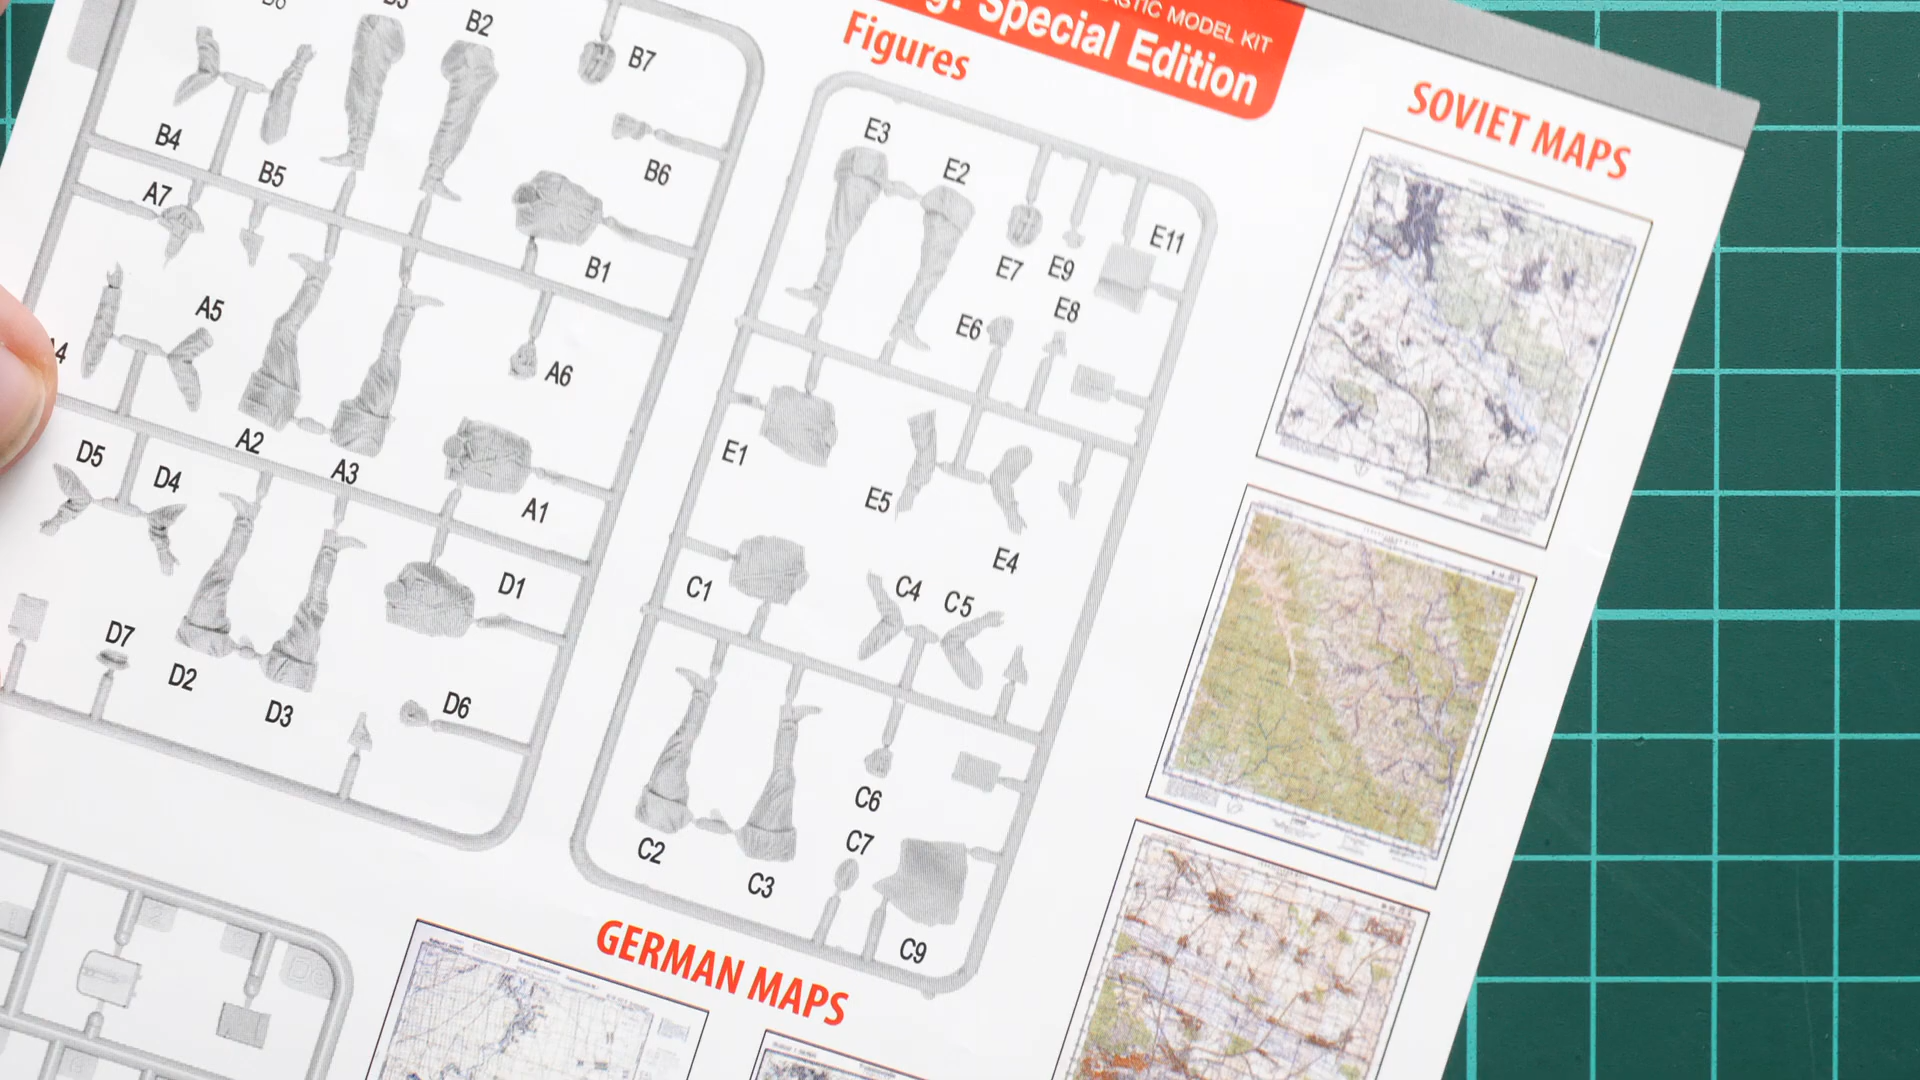 PLASTIC MODEL KIT
Special Edition
Figures
SOVIET MAPS
B2
B7
B4
B5
B6
B1
A7
A5
A6
A2
A3
A1
D5
D4
D1
D7
D2
D3
D6
E3
E2
E11
E7
E9
E8
E6
E1
E5
E4
C1
C4
C5
C6
C7
C2
C3
C9
GERMAN MAPS